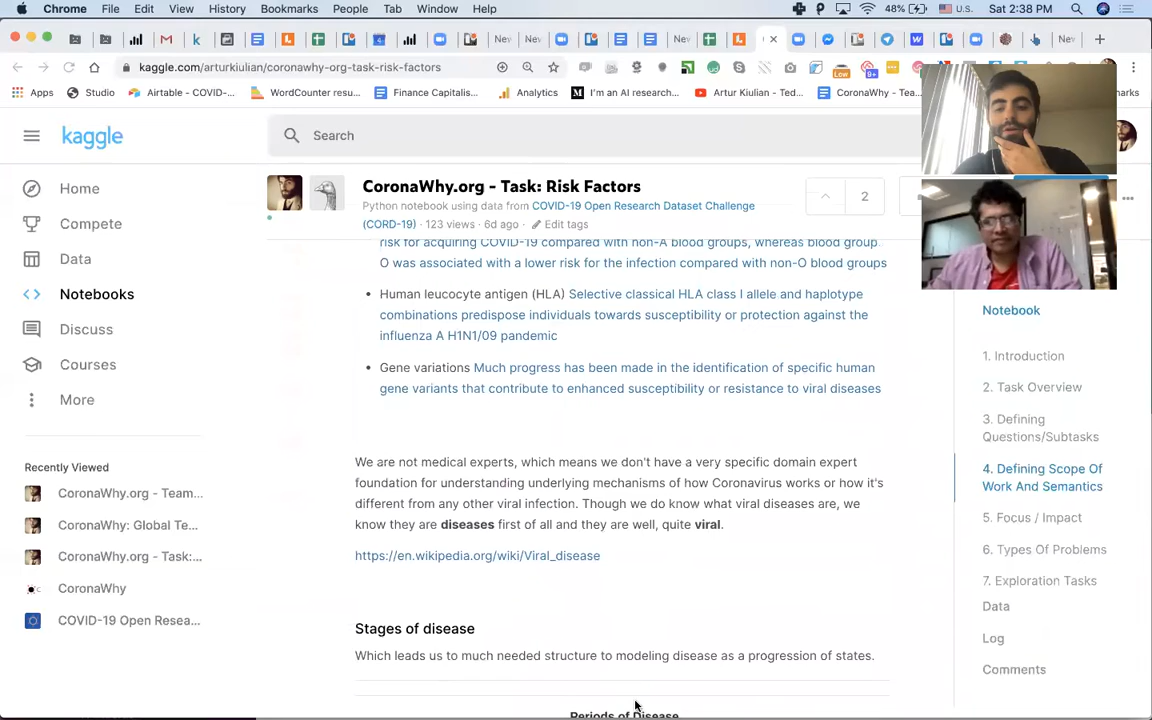 Chrome File Edit View History Bookmarks People Tab Window Help 48% U.S. Sat 2:38 PM
Nev Nev Nev Nev
kaggle.com/arturkiulian/coronawhy-org-task-risk-factors Low 9+
Apps Studio Airtable - COVID-... WordCounter resu... Finance Capitalis... Analytics I'm an AI research... Artur Kiulian - Ted... CoronaWhy - Tea... marks
kaggle
Search
Home
Compete
Data
Notebooks
Discuss
Courses
More
Recently Viewed
CoronaWhy.org - Team...
CoronaWhy: Global Te...
CoronaWhy.org - Task:...
CoronaWhy
COVID-19 Open Resea...
CoronaWhy.org - Task: Risk Factors
Python notebook using data from COVID-19 Open Research Dataset Challenge
(CORD-19) · 123 views · 6d ago · Edit tags
2
risk for acquiring COVID-19 compared with non-A blood groups, whereas blood group
O was associated with a lower risk for the infection compared with non-O blood groups
• Human leucocyte antigen (HLA) Selective classical HLA class I allele and haplotype
combinations predispose individuals towards susceptibility or protection against the
influenza A H1N1/09 pandemic
• Gene variations Much progress has been made in the identification of specific human
gene variants that contribute to enhanced susceptibility or resistance to viral diseases
We are not medical experts, which means we don't have a very specific domain expert
foundation for understanding underlying mechanisms of how Coronavirus works or how it's
different from any other viral infection. Though we do know what viral diseases are, we
know they are diseases first of all and they are well, quite viral.
https://en.wikipedia.org/wiki/Viral_disease
Stages of disease
Which leads us to much needed structure to modeling disease as a progression of states.
Periods of Disease
Notebook
1. Introduction
2. Task Overview
3. Defining
Questions/Subtasks
4. Defining Scope Of
Work And Semantics
5. Focus / Impact
6. Types Of Problems
7. Exploration Tasks
Data
Log
Comments